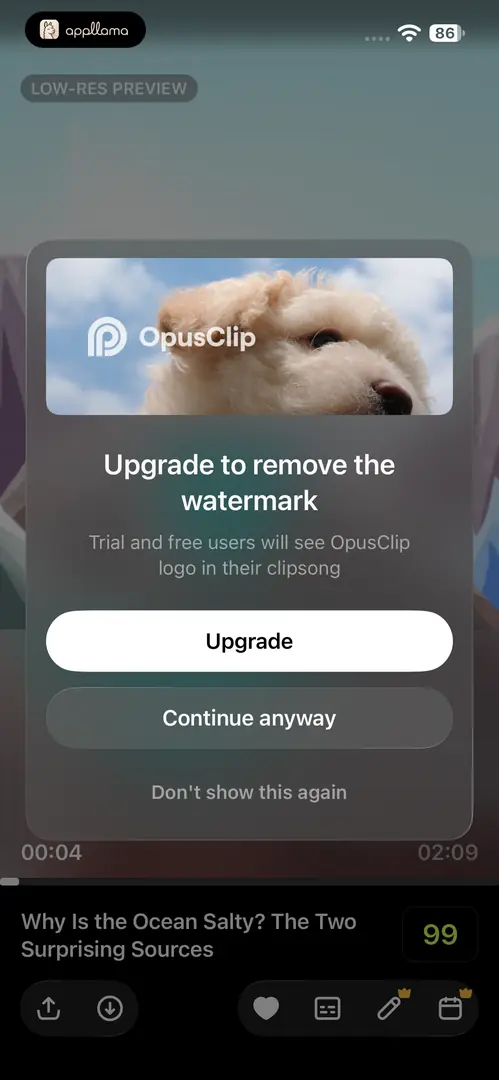 appllama
86
LOW-RES PREVIEW
OpusClip
Upgrade to remove the
watermark
Trial and free users will see OpusClip
logo in their clipsong
Upgrade
Continue anyway
Don't show this again
00:04
02:09
Why Is the Ocean Salty? The Two
Surprising Sources
99